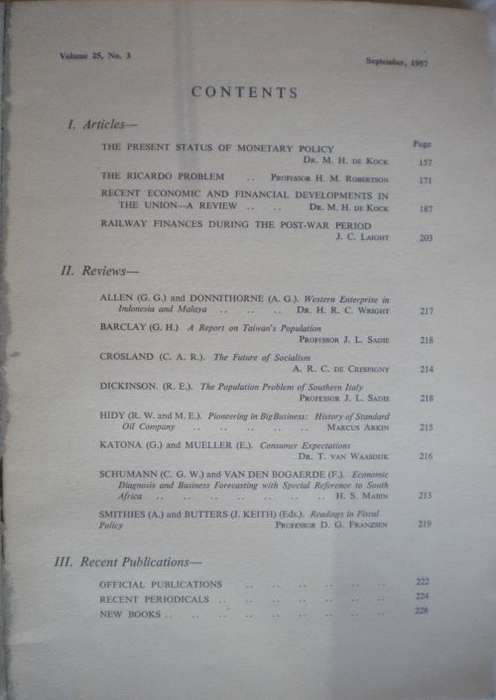 Volume 25, No. 3
September, 1957
CONTENTS
I. Articles—
Page
THE PRESENT STATUS OF MONETARY POLICY
DR. M. H. DE KOCK 157
THE RICARDO PROBLEM .. PROFESSOR H. M. ROBERTSON 171
RECENT ECONOMIC AND FINANCIAL DEVELOPMENTS IN
THE UNION—A REVIEW .. .. DR. M. H. DE KOCK 187
RAILWAY FINANCES DURING THE POST-WAR PERIOD
J. C. LAIGHT 203
II. Reviews—
ALLEN (G. G.) and DONNITHORNE (A. G.). Western Enterprise in
Indonesia and Malaya .. .. .. DR. H. R. C. WRIGHT 217
BARCLAY (G. H.) A Report on Taiwan's Population
PROFESSOR J. L. SADIE 218
CROSLAND (C. A. R.). The Future of Socialism
A. R. C. DE CRESPIGNY 214
DICKINSON. (R. E.). The Population Problem of Southern Italy
PROFESSOR J. L. SADIE 218
HIDY (R. W. and M. E.). Pioneering in BigBusiness: History of Standard
Oil Company .. .. .. .. .. MARCUS ARKIN 215
KATONA (G.) and MUELLER (E.). Consumer Expectations
DR. T. VAN WAASDIJK 216
SCHUMANN (C. G. W.) and VAN DEN BOGAERDE (F.). Economic
Diagnosis and Business Forecasting with Special Reference to South
Africa .. .. .. .. .. .. .. H. S. MABIN 213
SMITHIES (A.) and BUTTERS (J. KEITH) (Eds.). Readings in Fiscal
Policy PROFESSOR D. G. FRANZSEN 219
III. Recent Publications—
OFFICIAL PUBLICATIONS .. .. .. .. .. 222
RECENT PERIODICALS .. .. .. .. .. .. 224
NEW BOOKS .. .. .. .. .. .. .. 226